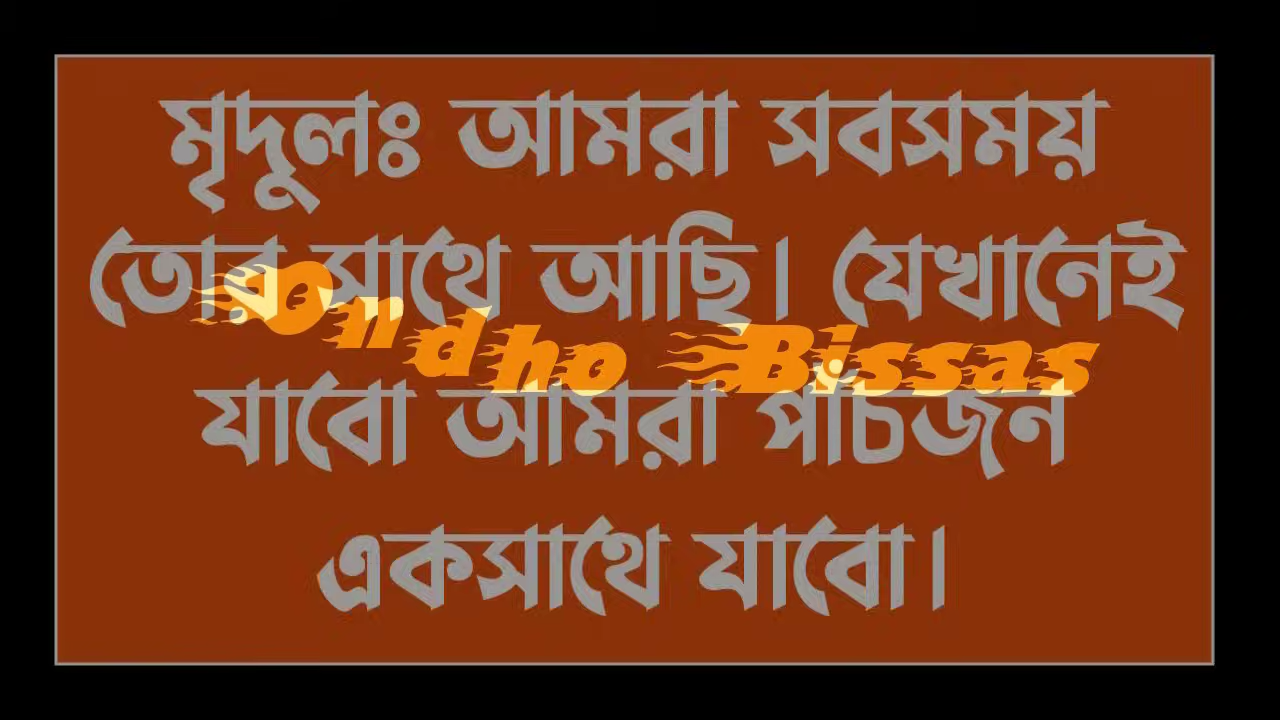 মৃদুলঃ আমরা সবসময়
তোর সাথে আছি। যেখানেই
Ondho Bissas
যাবো আমরা পাঁচজন
একসাথে যাবো।